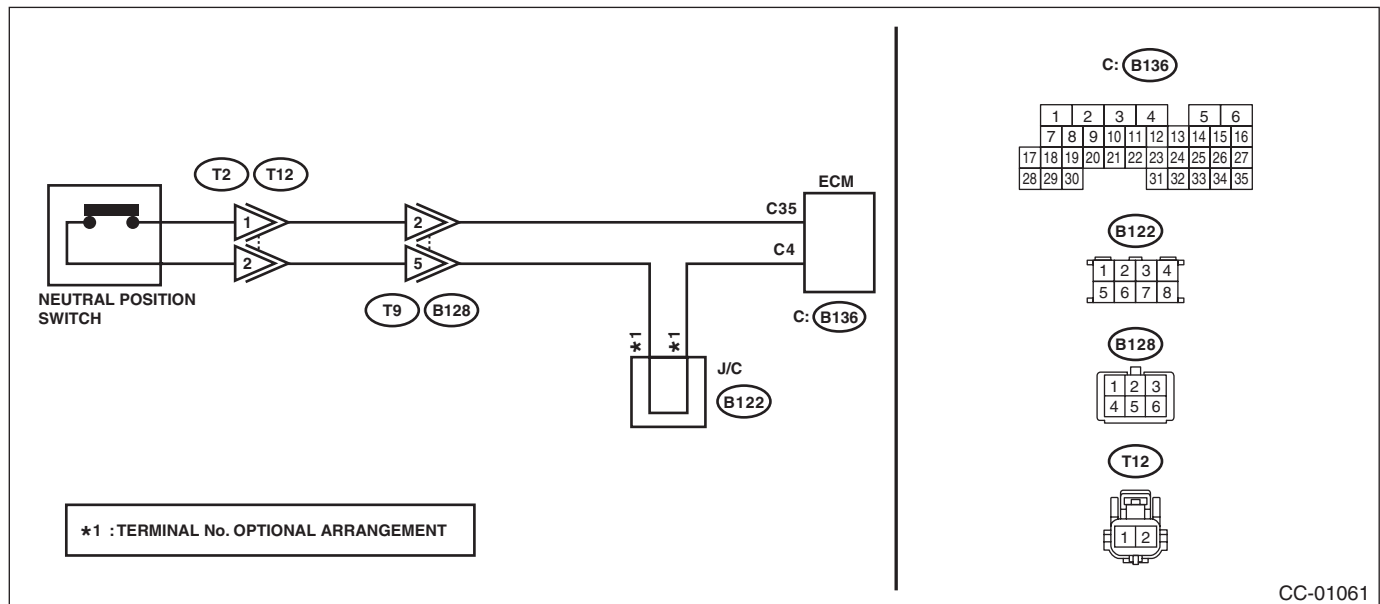 T2 T12
1 2
2 5
NEUTRAL POSITION
SWITCH
T9 B128
ECM
C35
C4
C: B136
*1 *1
J/C
B122
*1 : TERMINAL No. OPTIONAL ARRANGEMENT
C: B136
1 2 3 4 5 6
7 8 9 10 11 12 13 14 15 16
17 18 19 20 21 22 23 24 25 26 27
28 29 30 31 32 33 34 35
B122
1 2 3 4
5 6 7 8
B128
1 2 3
4 5 6
T12
1 2
CC-01061